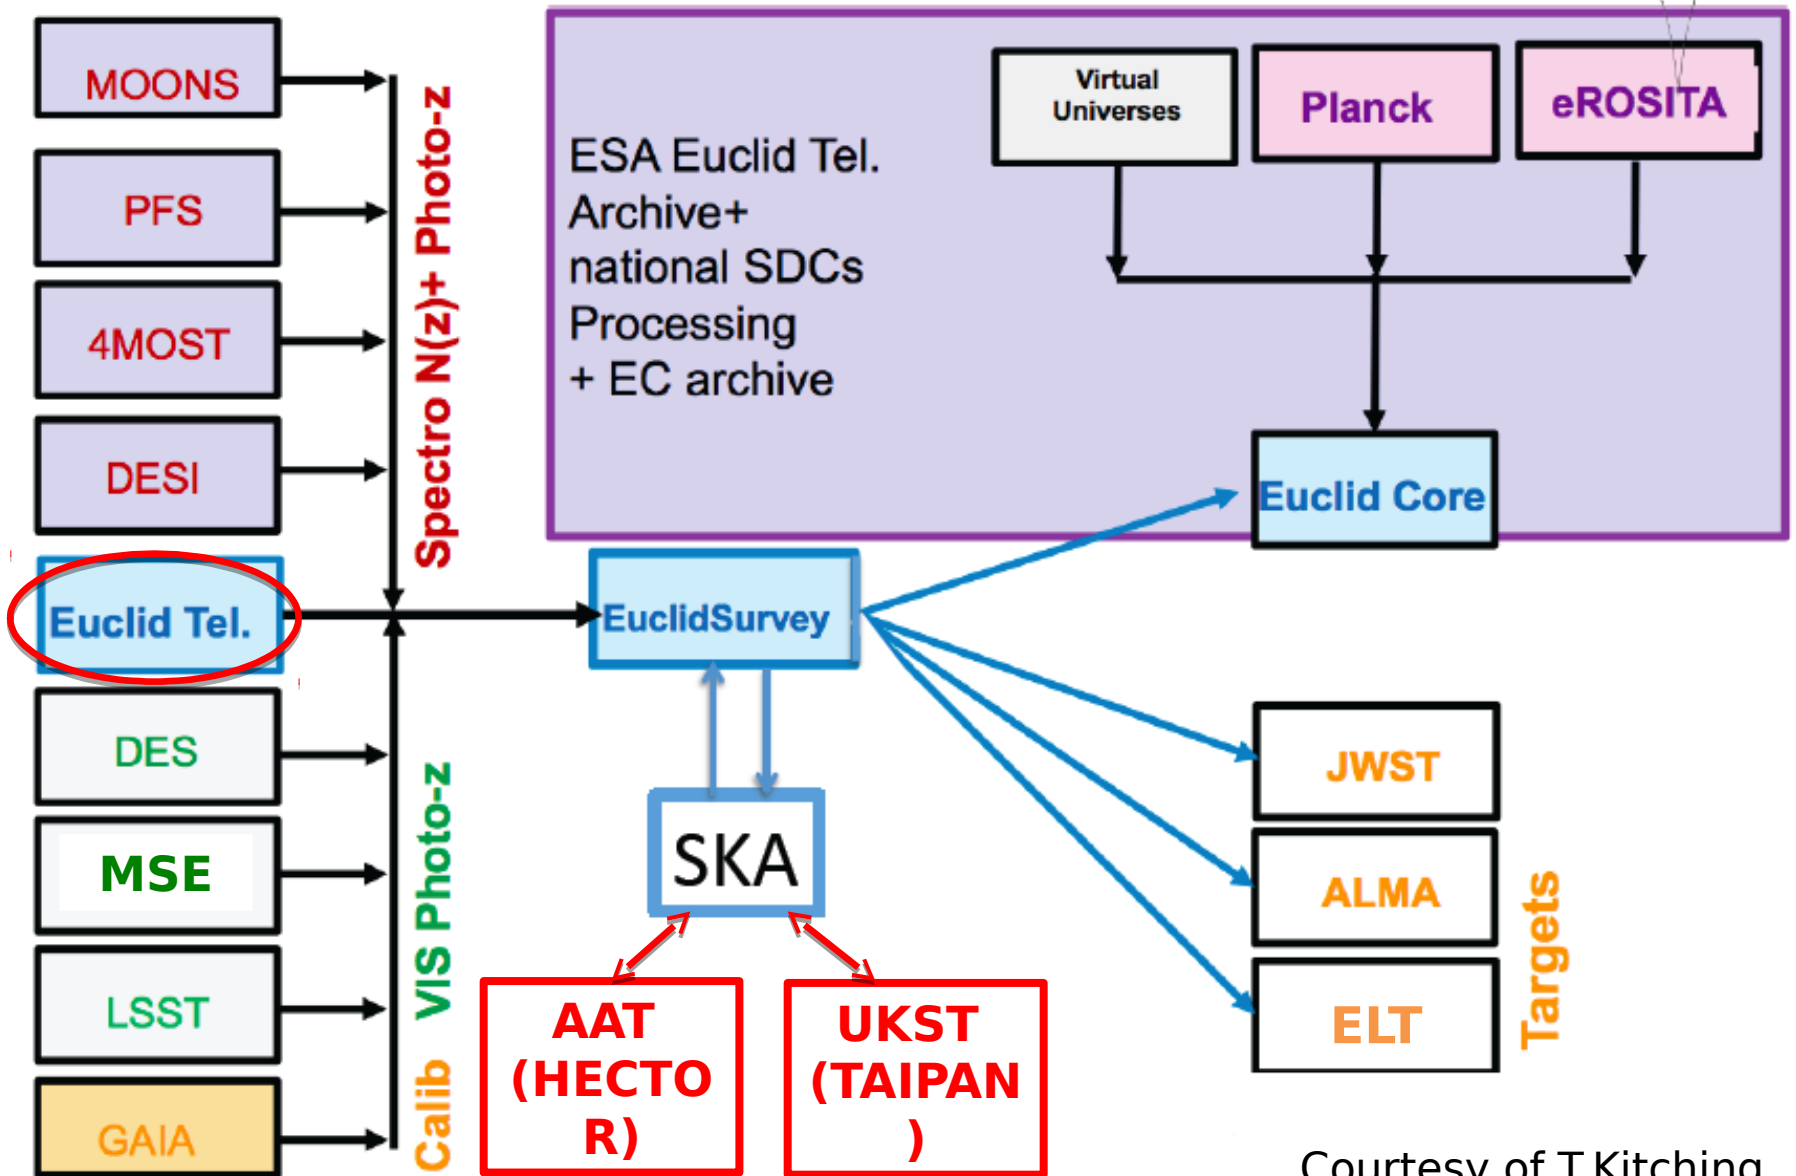 MOONS
PFS
4MOST
DESI
Euclid Tel.
DES
MSE
LSST
GAIA
Spectro N(z)+ Photo-z
VIS Photo-z
Calib
ESA Euclid Tel.
Archive+
national SDCs
Processing
+ EC archive
Virtual
Universes
Planck
eROSITA
Euclid Core
EuclidSurvey
SKA
AAT
(HECTO
R)
UKST
(TAIPAN
)
JWST
ALMA
ELT
Targets
Courtesy of T.Kitching